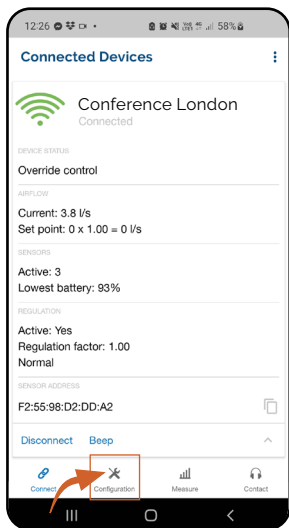 12:26
58%
Connected Devices
Conference London
Connected
DEVICE STATUS
Override control
AIRFLOW
Current: 3.8 l/s
Set point: 0 x 1.00 = 0 l/s
SENSORS
Active: 3
Lowest battery: 93%
REGULATION
Active: Yes
Regulation factor: 1.00
Normal
SENSOR ADDRESS
F2:55:98:D2:DD:A2
Disconnect Beep
Connect Configuration Measure Contact